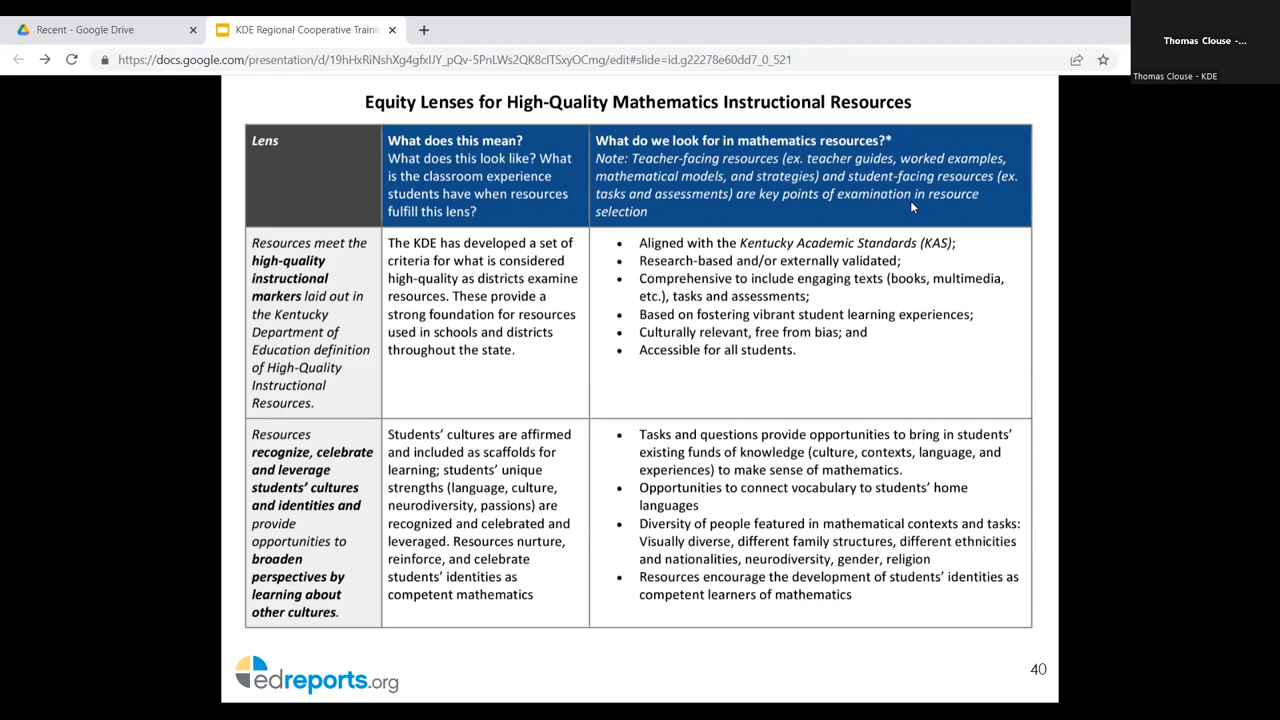 Recent - Google Drive
KDE Regional Cooperative Trainin
https://docs.google.com/presentation/d/19hHxRiNshXg4gfxIJY_pQv-5PnLWs2QK8cITSxyOCmg/edit#slide=id.g22278e60dd7_0_521
Thomas Clouse -...
Thomas Clouse - KDE
Equity Lenses for High-Quality Mathematics Instructional Resources
Lens
What does this mean?
What does this look like? What
is the classroom experience
students have when resources
fulfill this lens?
What do we look for in mathematics resources?*
Note: Teacher-facing resources (ex. teacher guides, worked examples,
mathematical models, and strategies) and student-facing resources (ex.
tasks and assessments) are key points of examination in resource
selection
Resources meet the
high-quality
instructional
markers laid out in
the Kentucky
Department of
Education definition
of High-Quality
Instructional
Resources.
The KDE has developed a set of
criteria for what is considered
high-quality as districts examine
resources. These provide a
strong foundation for resources
used in schools and districts
throughout the state.
• Aligned with the Kentucky Academic Standards (KAS);
• Research-based and/or externally validated;
• Comprehensive to include engaging texts (books, multimedia,
etc.), tasks and assessments;
• Based on fostering vibrant student learning experiences;
• Culturally relevant, free from bias; and
• Accessible for all students.
Resources
recognize, celebrate
and leverage
students' cultures
and identities and
provide
opportunities to
broaden
perspectives by
learning about
other cultures.
Students' cultures are affirmed
and included as scaffolds for
learning; students' unique
strengths (language, culture,
neurodiversity, passions) are
recognized and celebrated and
leveraged. Resources nurture,
reinforce, and celebrate
students' identities as
competent mathematics
• Tasks and questions provide opportunities to bring in students'
existing funds of knowledge (culture, contexts, language, and
experiences) to make sense of mathematics.
• Opportunities to connect vocabulary to students' home
languages
• Diversity of people featured in mathematical contexts and tasks:
Visually diverse, different family structures, different ethnicities
and nationalities, neurodiversity, gender, religion
• Resources encourage the development of students' identities as
competent learners of mathematics
edreports.org
40